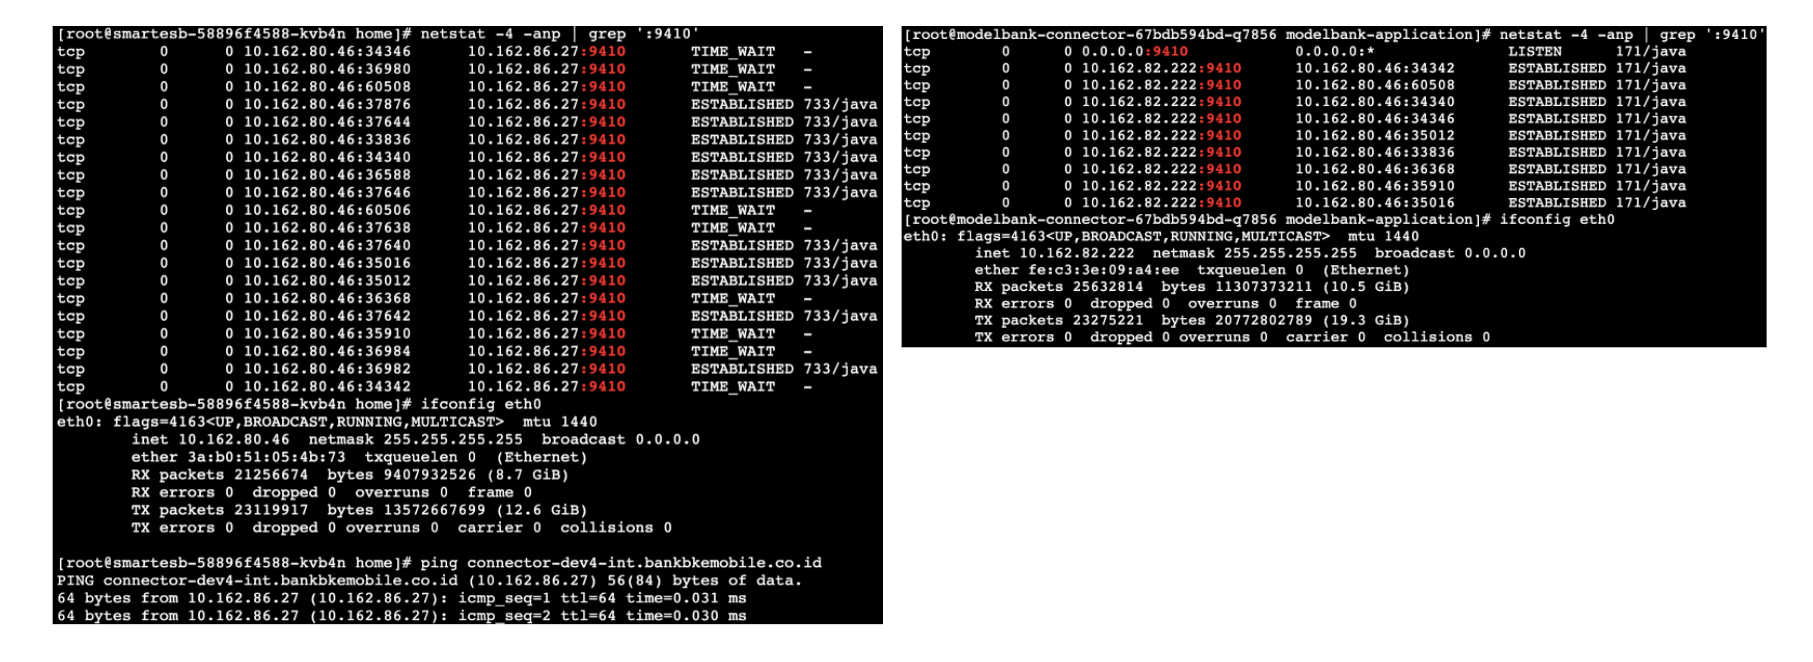 [root@smartesb-58896f4588-kvb4n home]# netstat -4 -anp | grep ':9410'
tcp 0 0 10.162.80.46:34346 10.162.86.27:9410 TIME_WAIT -
tcp 0 0 10.162.80.46:36980 10.162.86.27:9410 TIME_WAIT -
tcp 0 0 10.162.80.46:60508 10.162.86.27:9410 TIME_WAIT -
tcp 0 0 10.162.80.46:37876 10.162.86.27:9410 ESTABLISHED 733/java
tcp 0 0 10.162.80.46:37644 10.162.86.27:9410 ESTABLISHED 733/java
tcp 0 0 10.162.80.46:33836 10.162.86.27:9410 ESTABLISHED 733/java
tcp 0 0 10.162.80.46:34340 10.162.86.27:9410 ESTABLISHED 733/java
tcp 0 0 10.162.80.46:36588 10.162.86.27:9410 ESTABLISHED 733/java
tcp 0 0 10.162.80.46:37646 10.162.86.27:9410 ESTABLISHED 733/java
tcp 0 0 10.162.80.46:60506 10.162.86.27:9410 TIME_WAIT -
tcp 0 0 10.162.80.46:37638 10.162.86.27:9410 TIME_WAIT -
tcp 0 0 10.162.80.46:37640 10.162.86.27:9410 ESTABLISHED 733/java
tcp 0 0 10.162.80.46:35016 10.162.86.27:9410 ESTABLISHED 733/java
tcp 0 0 10.162.80.46:35012 10.162.86.27:9410 ESTABLISHED 733/java
tcp 0 0 10.162.80.46:36368 10.162.86.27:9410 TIME_WAIT -
tcp 0 0 10.162.80.46:37642 10.162.86.27:9410 ESTABLISHED 733/java
tcp 0 0 10.162.80.46:35910 10.162.86.27:9410 TIME_WAIT -
tcp 0 0 10.162.80.46:36984 10.162.86.27:9410 TIME_WAIT -
tcp 0 0 10.162.80.46:36982 10.162.86.27:9410 ESTABLISHED 733/java
tcp 0 0 10.162.80.46:34342 10.162.86.27:9410 TIME_WAIT -
[root@smartesb-58896f4588-kvb4n home]# ifconfig eth0
eth0: flags=4163<UP,BROADCAST,RUNNING,MULTICAST> mtu 1440
inet 10.162.80.46 netmask 255.255.255.255 broadcast 0.0.0.0
ether 3a:b0:51:05:4b:73 txqueuelen 0 (Ethernet)
RX packets 21256674 bytes 9407932526 (8.7 GiB)
RX errors 0 dropped 0 overruns 0 frame 0
TX packets 23119917 bytes 13572667699 (12.6 GiB)
TX errors 0 dropped 0 overruns 0 carrier 0 collisions 0
[root@smartesb-58896f4588-kvb4n home]# ping connector-dev4-int.bankbkemobile.co.id
PING connector-dev4-int.bankbkemobile.co.id (10.162.86.27) 56(84) bytes of data.
64 bytes from 10.162.86.27 (10.162.86.27): icmp_seq=1 ttl=64 time=0.031 ms
64 bytes from 10.162.86.27 (10.162.86.27): icmp_seq=2 ttl=64 time=0.030 ms
[root@modelbank-connector-67bdb594bd-q7856 modelbank-application]# netstat -4 -anp | grep ':9410'
tcp 0 0 0.0.0.0:9410 0.0.0.0:* LISTEN 171/java
tcp 0 0 10.162.82.222:9410 10.162.80.46:34342 ESTABLISHED 171/java
tcp 0 0 10.162.82.222:9410 10.162.80.46:60508 ESTABLISHED 171/java
tcp 0 0 10.162.82.222:9410 10.162.80.46:34340 ESTABLISHED 171/java
tcp 0 0 10.162.82.222:9410 10.162.80.46:34346 ESTABLISHED 171/java
tcp 0 0 10.162.82.222:9410 10.162.80.46:35012 ESTABLISHED 171/java
tcp 0 0 10.162.82.222:9410 10.162.80.46:33836 ESTABLISHED 171/java
tcp 0 0 10.162.82.222:9410 10.162.80.46:36368 ESTABLISHED 171/java
tcp 0 0 10.162.82.222:9410 10.162.80.46:35910 ESTABLISHED 171/java
tcp 0 0 10.162.82.222:9410 10.162.80.46:35016 ESTABLISHED 171/java
[root@modelbank-connector-67bdb594bd-q7856 modelbank-application]# ifconfig eth0
eth0: flags=4163<UP,BROADCAST,RUNNING,MULTICAST> mtu 1440
inet 10.162.82.222 netmask 255.255.255.255 broadcast 0.0.0.0
ether fe:c3:3e:09:a4:ee txqueuelen 0 (Ethernet)
RX packets 25632814 bytes 11307373211 (10.5 GiB)
RX errors 0 dropped 0 overruns 0 frame 0
TX packets 23275221 bytes 20772802789 (19.3 GiB)
TX errors 0 dropped 0 overruns 0 carrier 0 collisions 0